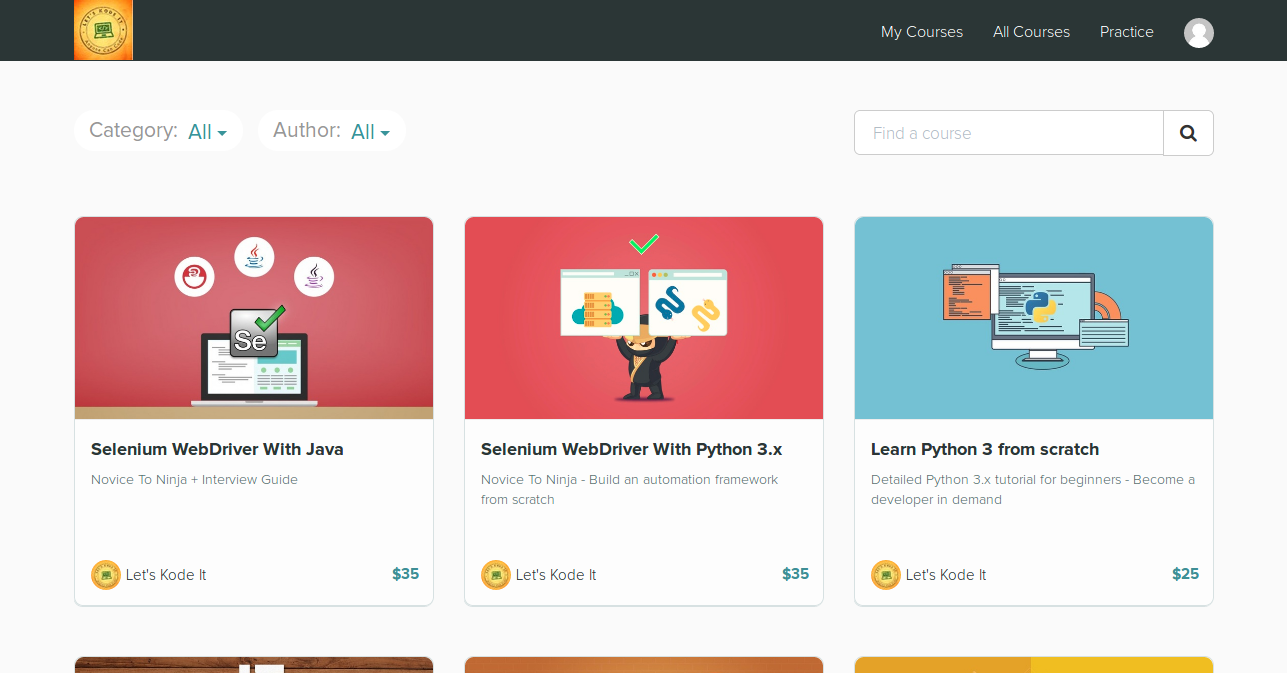 My Courses
All Courses
Practice
Category: All
Author: All
Find a course
Se
Selenium WebDriver With Java
Novice To Ninja + Interview Guide
Let's Kode It
$35
Selenium WebDriver With Python 3.x
Novice To Ninja - Build an automation framework
from scratch
Let's Kode It
$35
Learn Python 3 from scratch
Detailed Python 3.x tutorial for beginners - Become a
developer in demand
Let's Kode It
$25